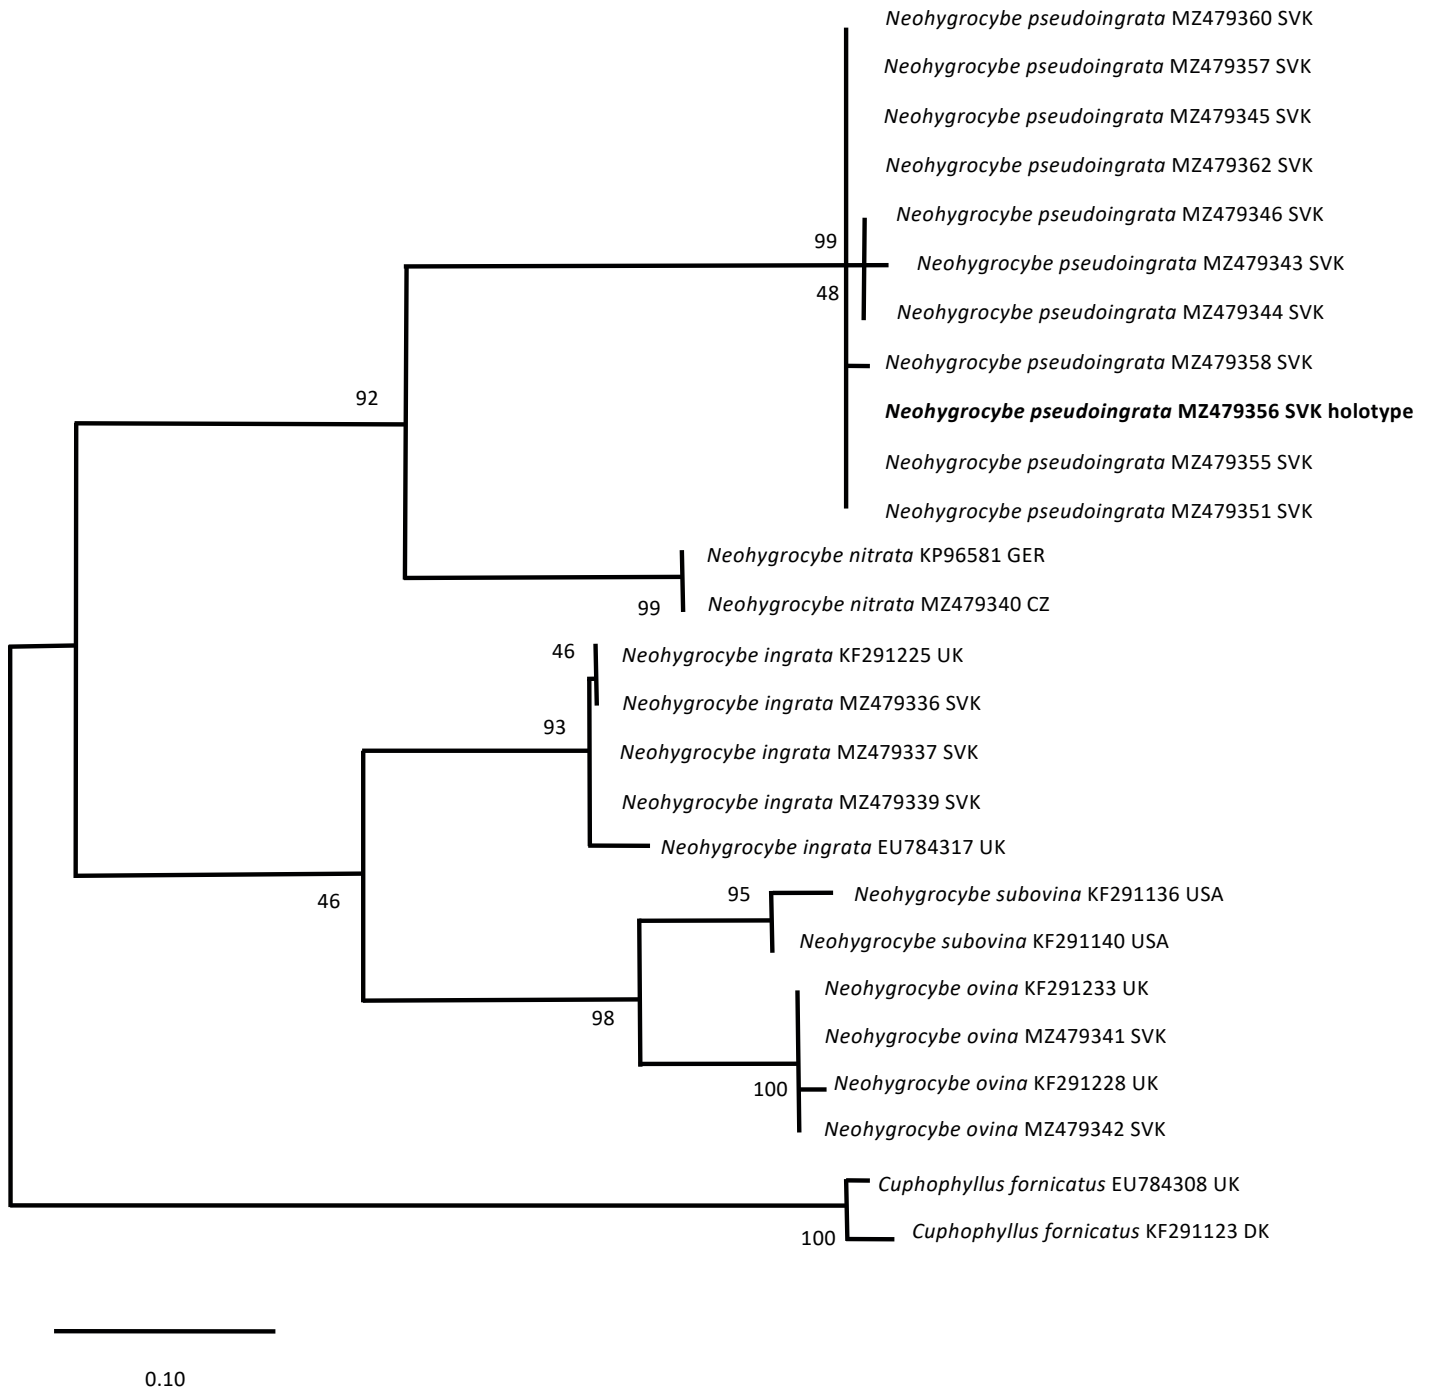 Neohygrocybe pseudoingrata MZ479360 SVK
Neohygrocybe pseudoingrata MZ479357 SVK
Neohygrocybe pseudoingrata MZ479345 SVK
Neohygrocybe pseudoingrata MZ479362 SVK
Neohygrocybe pseudoingrata MZ479346 SVK
99
Neohygrocybe pseudoingrata MZ479343 SVK
48
Neohygrocybe pseudoingrata MZ479344 SVK
Neohygrocybe pseudoingrata MZ479358 SVK
92
Neohygrocybe pseudoingrata MZ479356 SVK holotype
Neohygrocybe pseudoingrata MZ479355 SVK
Neohygrocybe pseudoingrata MZ479351 SVK
Neohygrocybe nitrata KP96581 GER
99
Neohygrocybe nitrata MZ479340 CZ
46
Neohygrocybe ingrata KF291225 UK
Neohygrocybe ingrata MZ479336 SVK
93
Neohygrocybe ingrata MZ479337 SVK
Neohygrocybe ingrata MZ479339 SVK
Neohygrocybe ingrata EU784317 UK
46
95
Neohygrocybe subovina KF291136 USA
Neohygrocybe subovina KF291140 USA
Neohygrocybe ovina KF291233 UK
98
Neohygrocybe ovina MZ479341 SVK
100
Neohygrocybe ovina KF291228 UK
Neohygrocybe ovina MZ479342 SVK
Cuphophyllus fornicatus EU784308 UK
100
Cuphophyllus fornicatus KF291123 DK
0.10